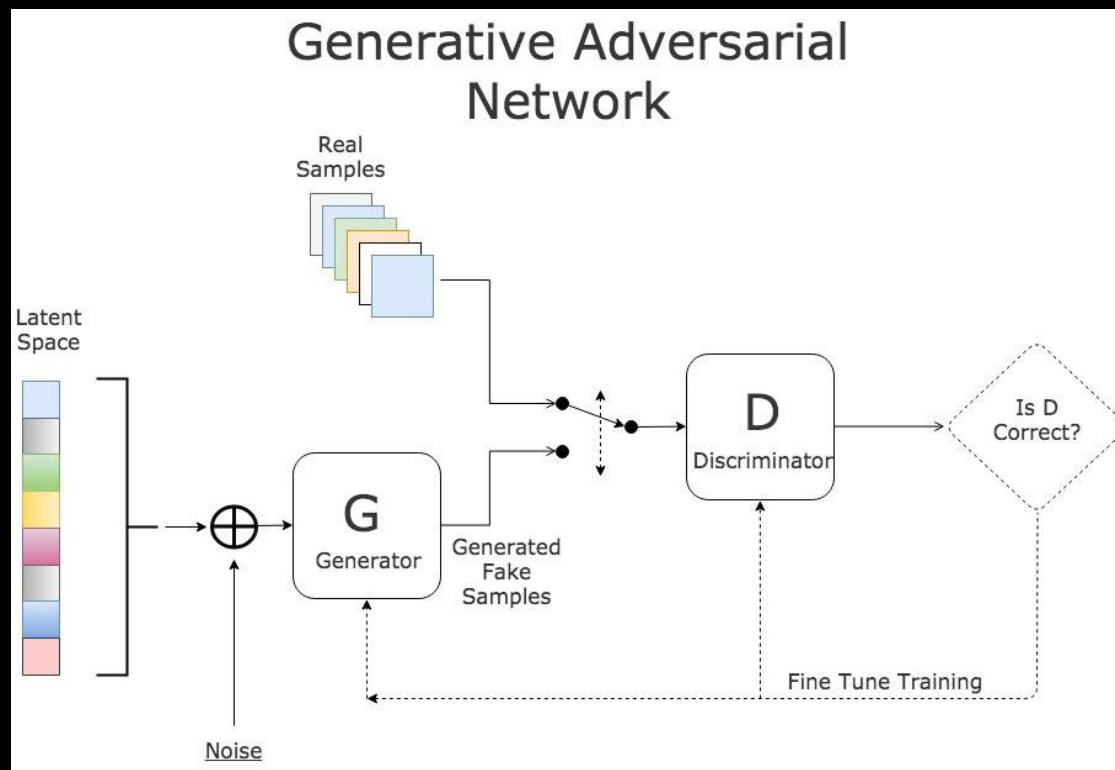 Generative Adversarial
Network
Real
Samples
Latent
Space
Is D
Correct?
D
Discriminator
G
Generator
Generated
Fake
Samples
Fine Tune Training
Noise